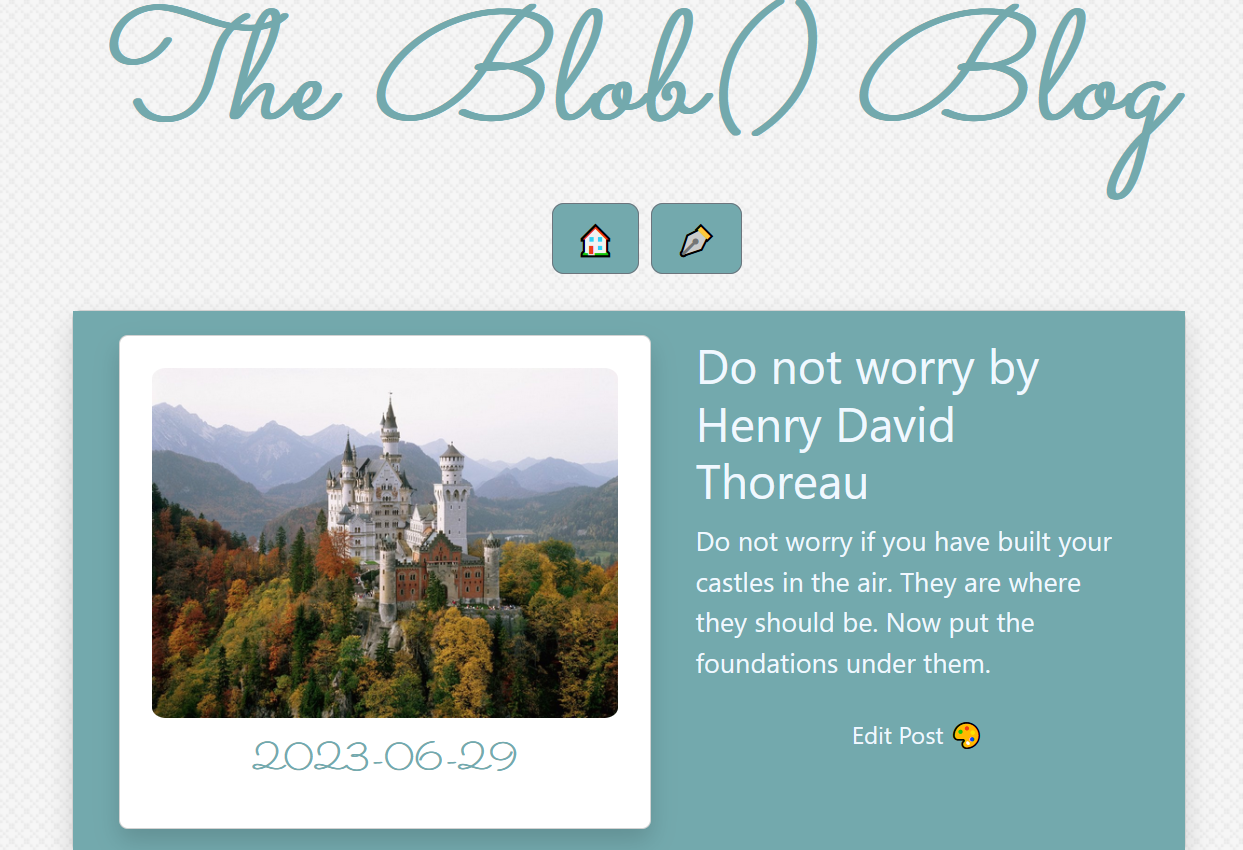 The Blob() Blog
Do not worry by
Henry David
Thoreau
Do not worry if you have built your
castles in the air. They are where
they should be. Now put the
foundations under them.
Edit Post
2023-06-29